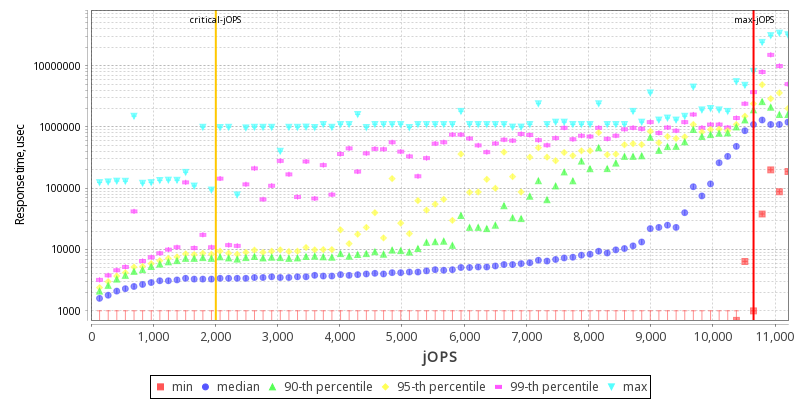 critical-jOPS max-jOPS
10000000
1000000
100000
10000
1000
Response time, usec
0 1,000 2,000 3,000 4,000 5,000 6,000 7,000 8,000 9,000 10,000 11,000
jOPS
min median 90-th percentile 95-th percentile 99-th percentile max